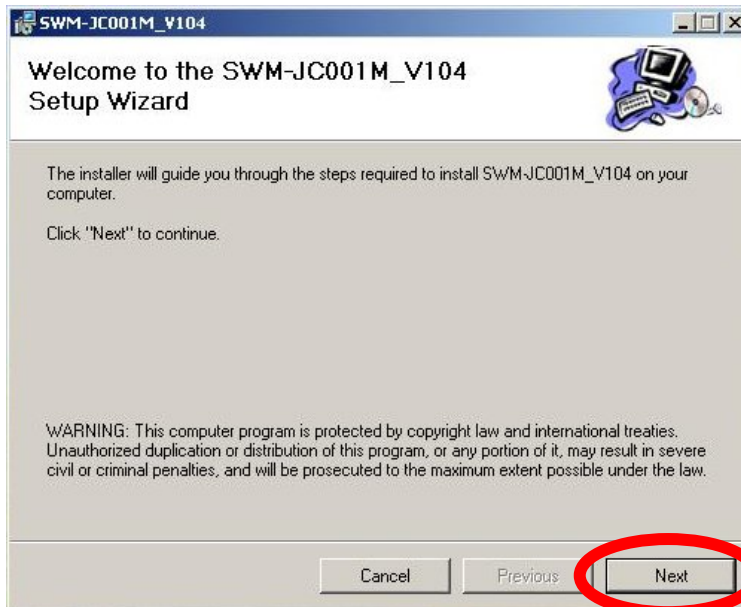 SWM-JC001M_V104
Welcome to the SWM-JC001M_V104
Setup Wizard
The installer will guide you through the steps required to install SWM-JC001M_V104 on your
computer.
Click "Next" to continue.
WARNING: This computer program is protected by copyright law and international treaties.
Unauthorized duplication or distribution of this program, or any portion of it, may result in severe
civil or criminal penalties, and will be prosecuted to the maximum extent possible under the law.
Cancel Previous Next